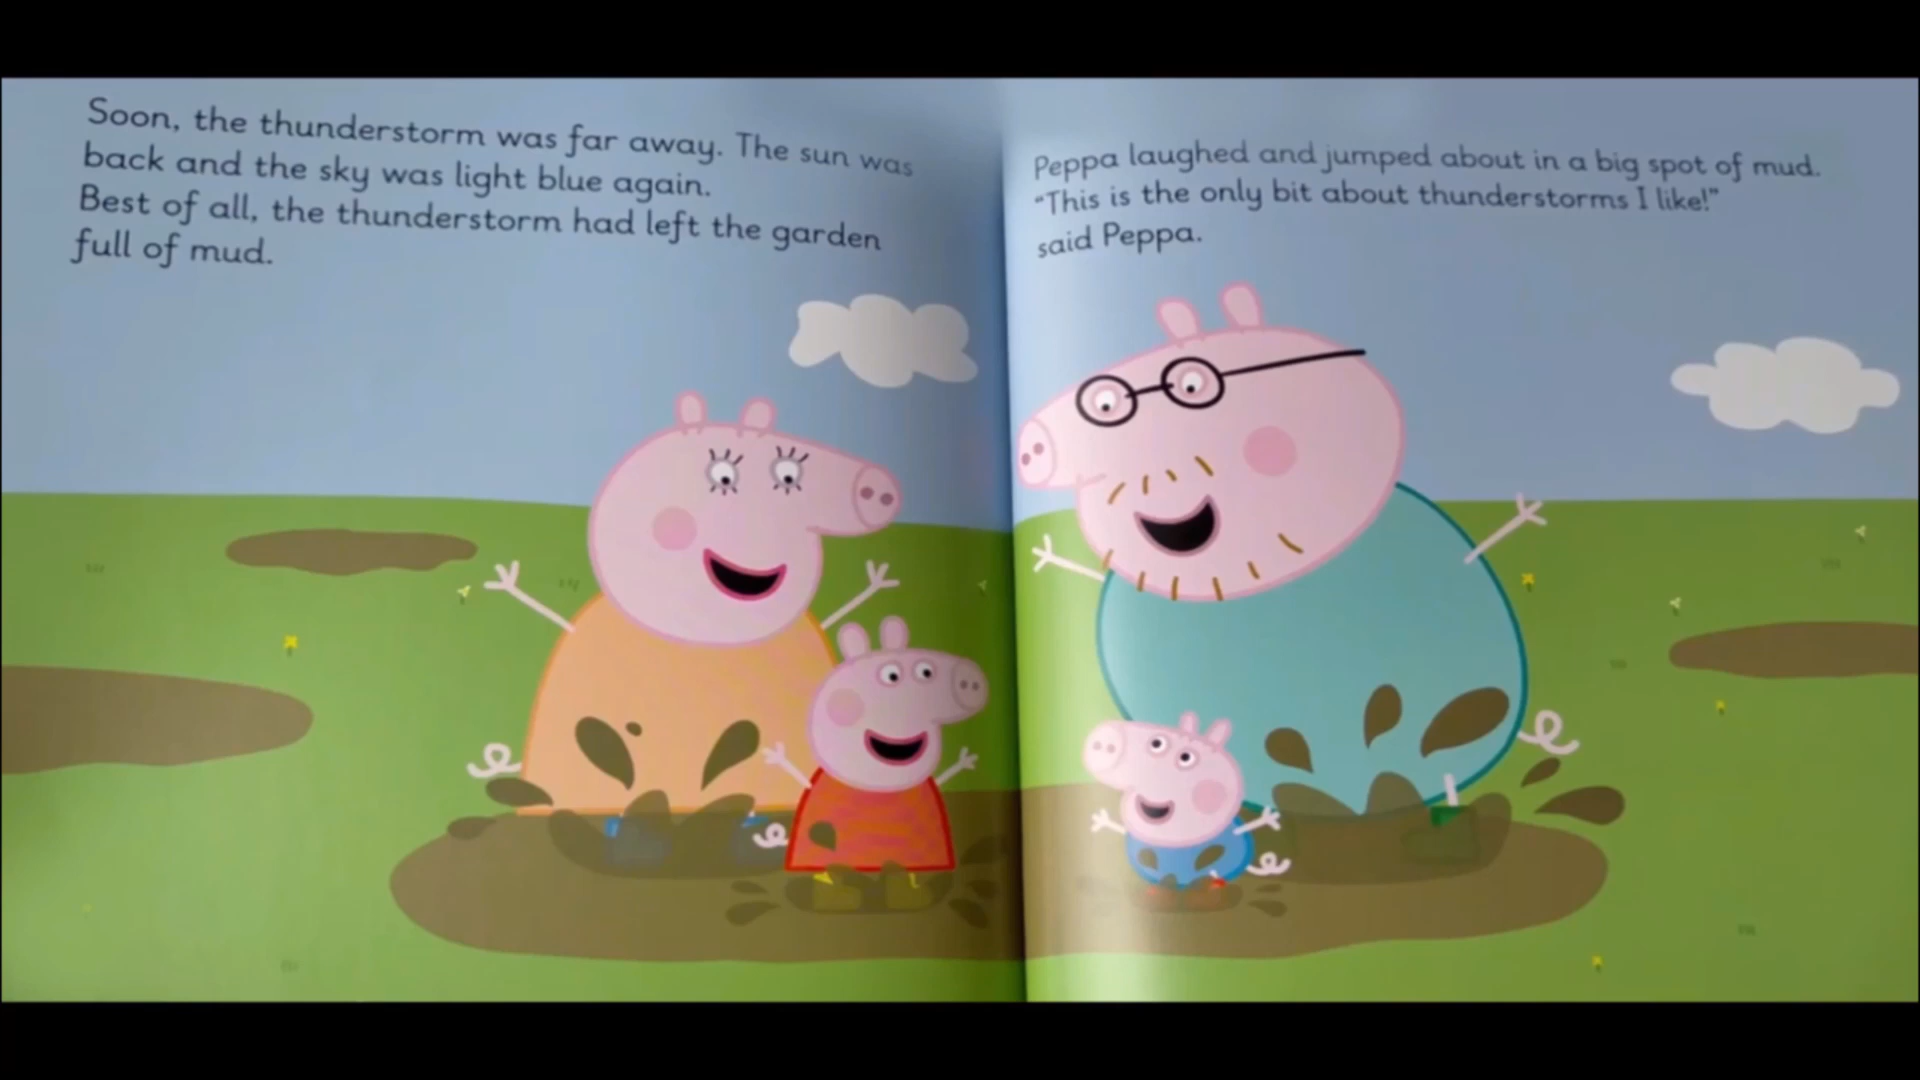 Soon, the thunderstorm was far away. The sun was
back and the sky was light blue again.
Best of all, the thunderstorm had left the garden
full of mud.
Peppa laughed and jumped about in a big spot of mud.
“This is the only bit about thunderstorms I like!”
said Peppa.